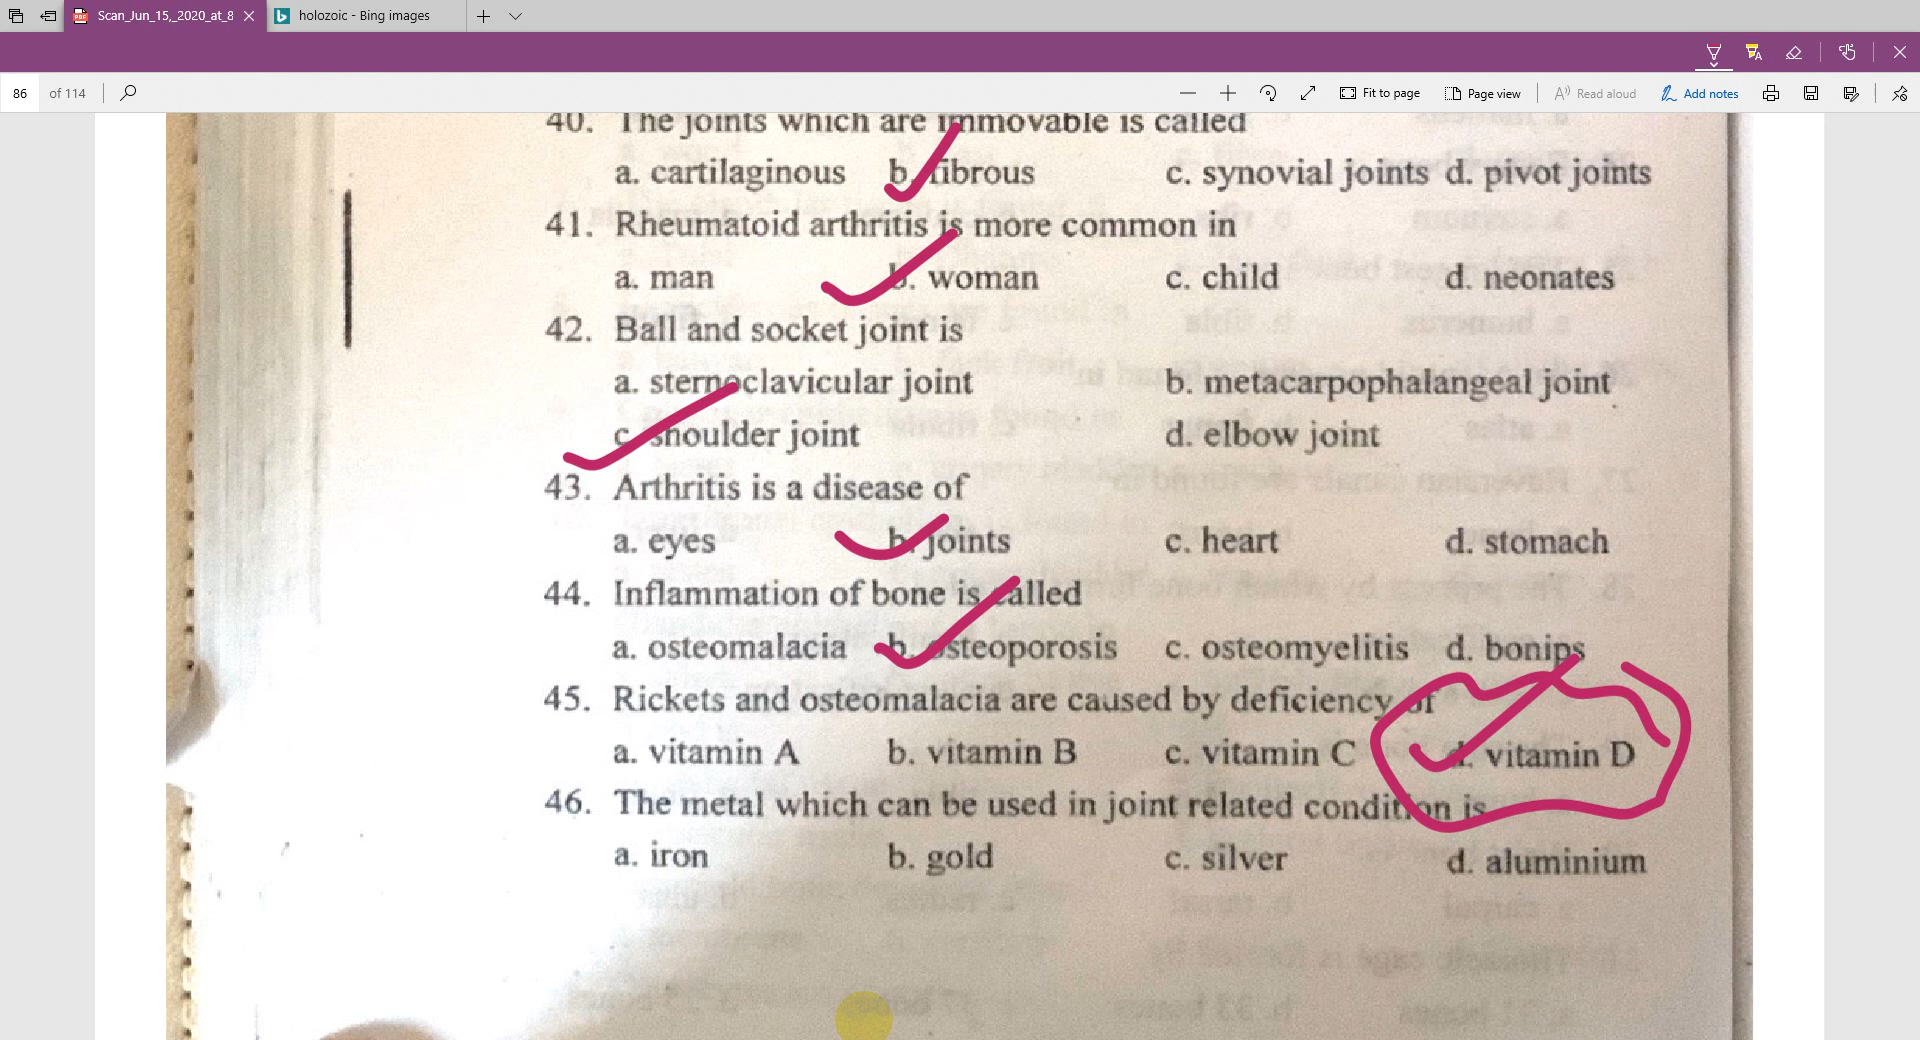 Scan_Jun_15,_2020_at_8
holozoic - Bing images
86 of 114
Fit to page
Page view
Read aloud
Add notes
40. The joints which are immovable is called
a. cartilaginous b. fibrous c. synovial joints d. pivot joints
41. Rheumatoid arthritis is more common in
a. man b. woman c. child d. neonates
42. Ball and socket joint is
a. sternoclavicular joint b. metacarpophalangeal joint
c. shoulder joint d. elbow joint
43. Arthritis is a disease of
a. eyes b. joints c. heart d. stomach
44. Inflammation of bone is called
a. osteomalacia b. osteoporosis c. osteomyelitis d. bonips
45. Rickets and osteomalacia are caused by deficiency of
a. vitamin A b. vitamin B c. vitamin C d. vitamin D
46. The metal which can be used in joint related condition is
a. iron b. gold c. silver d. aluminium